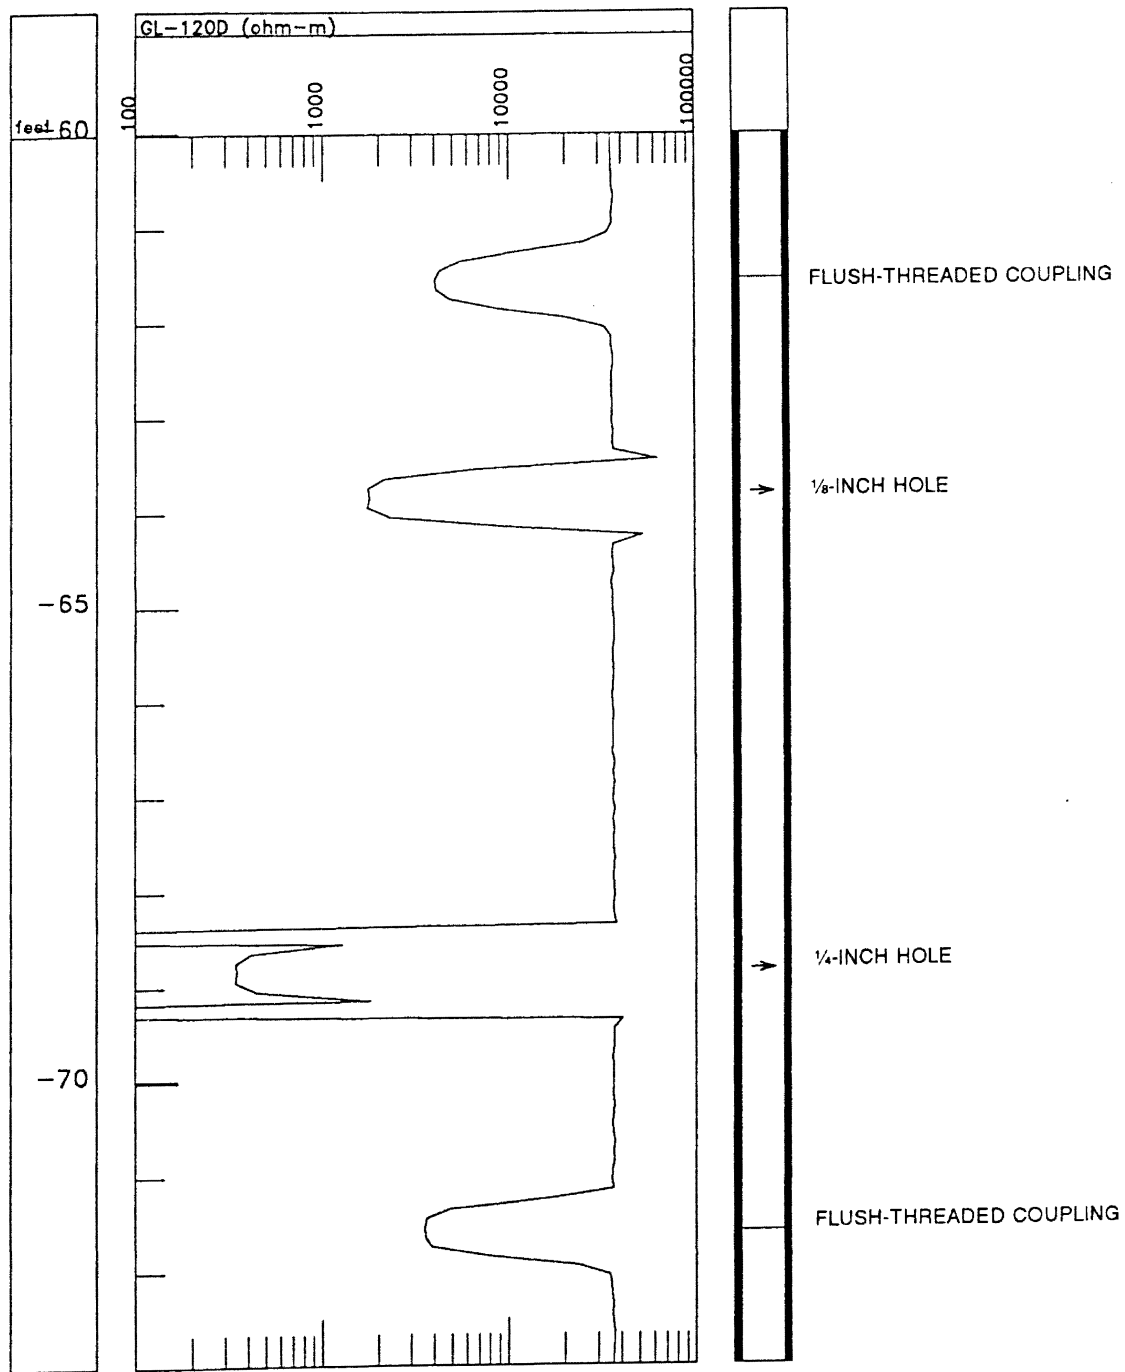 GL-120D (ohm-m)
100
1000
10000
100000
feet
-60
FLUSH-THREADED COUPLING
⅛-INCH HOLE
-65
¼-INCH HOLE
-70
FLUSH-THREADED COUPLING